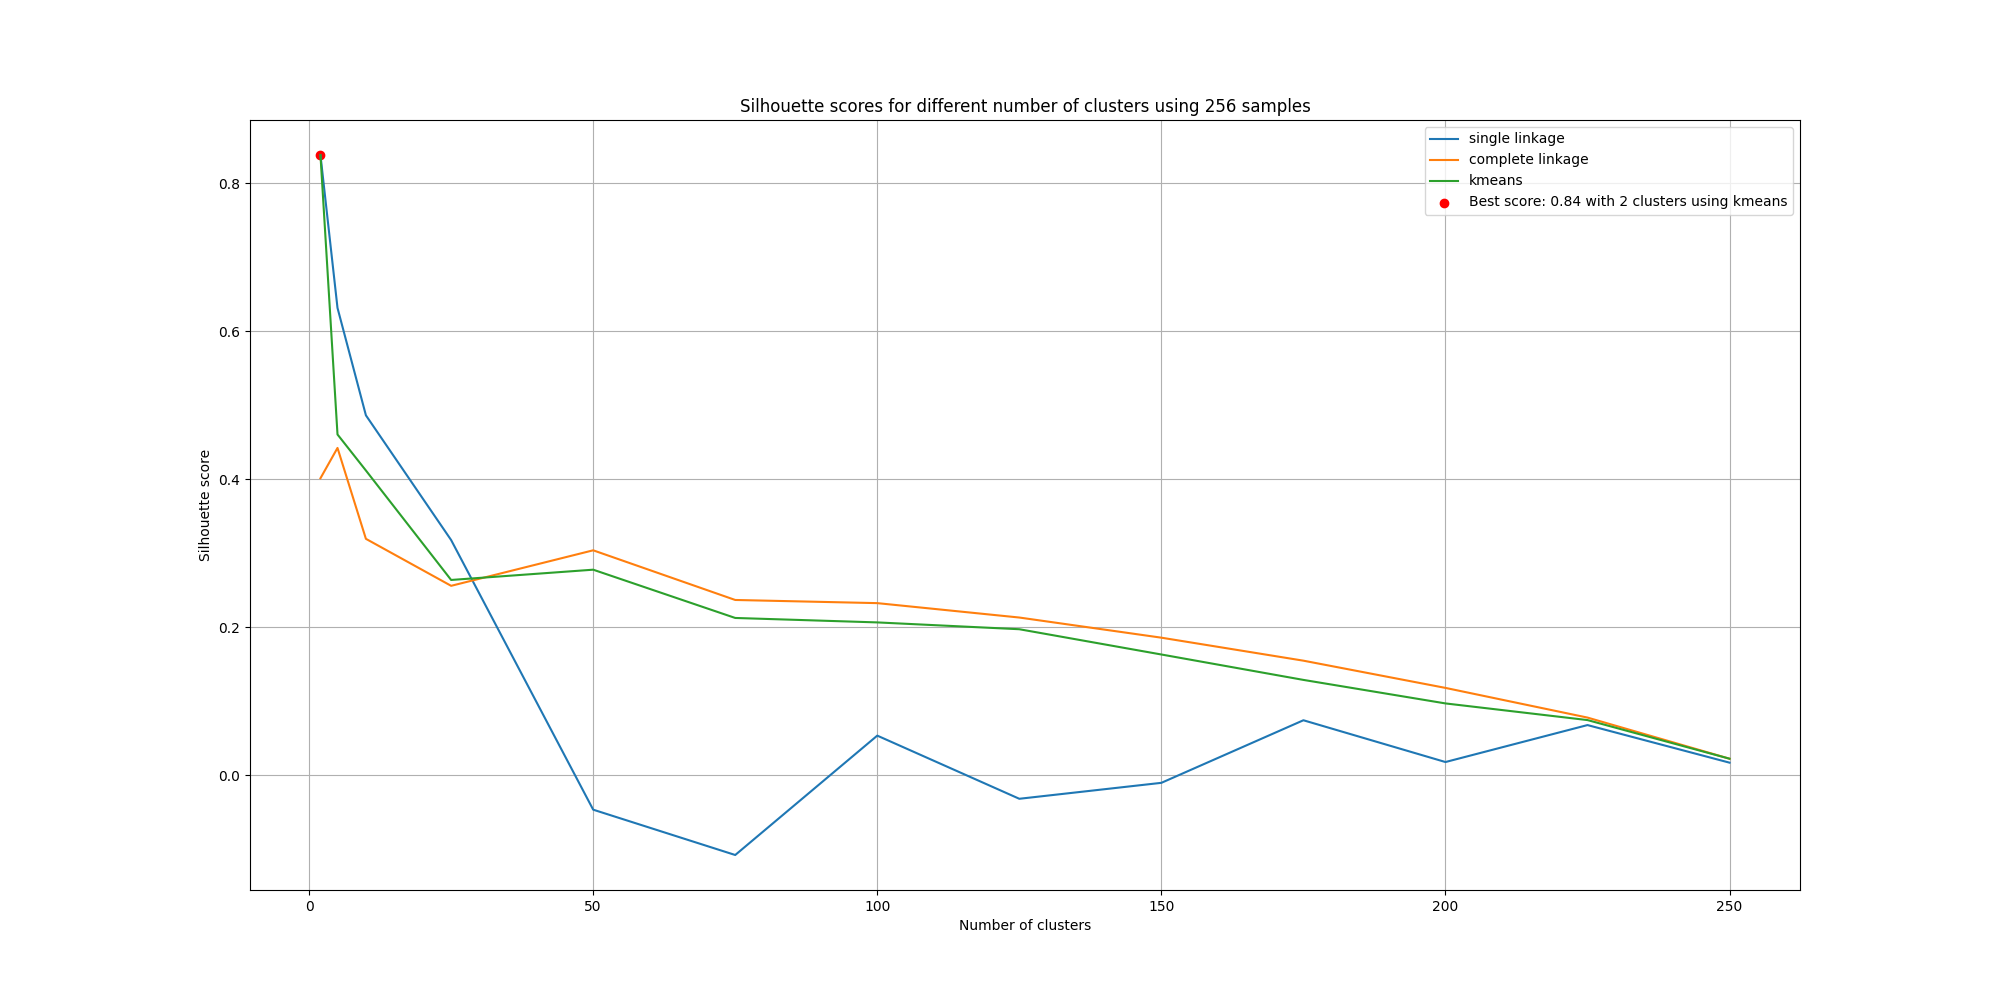 Silhouette scores for different number of clusters using 256 samples
single linkage
complete linkage
kmeans
Best score: 0.84 with 2 clusters using kmeans
Silhouette score
0.8
0.6
0.4
0.2
0.0
0
50
100
150
200
250
Number of clusters